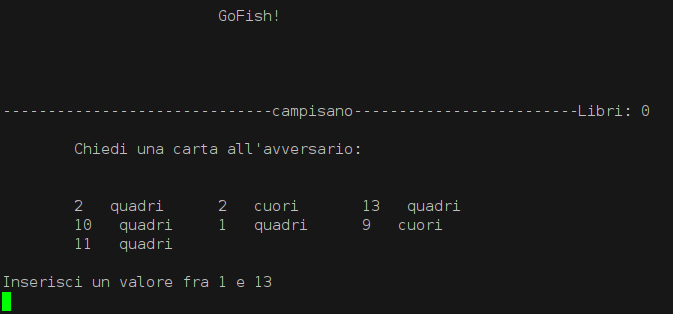 GoFish!
------------------------------campisano-------------------------Libri: 0
Chiedi una carta all'avversario:
2 quadri 2 cuori 13 quadri
10 quadri 1 quadri 9 cuori
11 quadri
Inserisci un valore fra 1 e 13